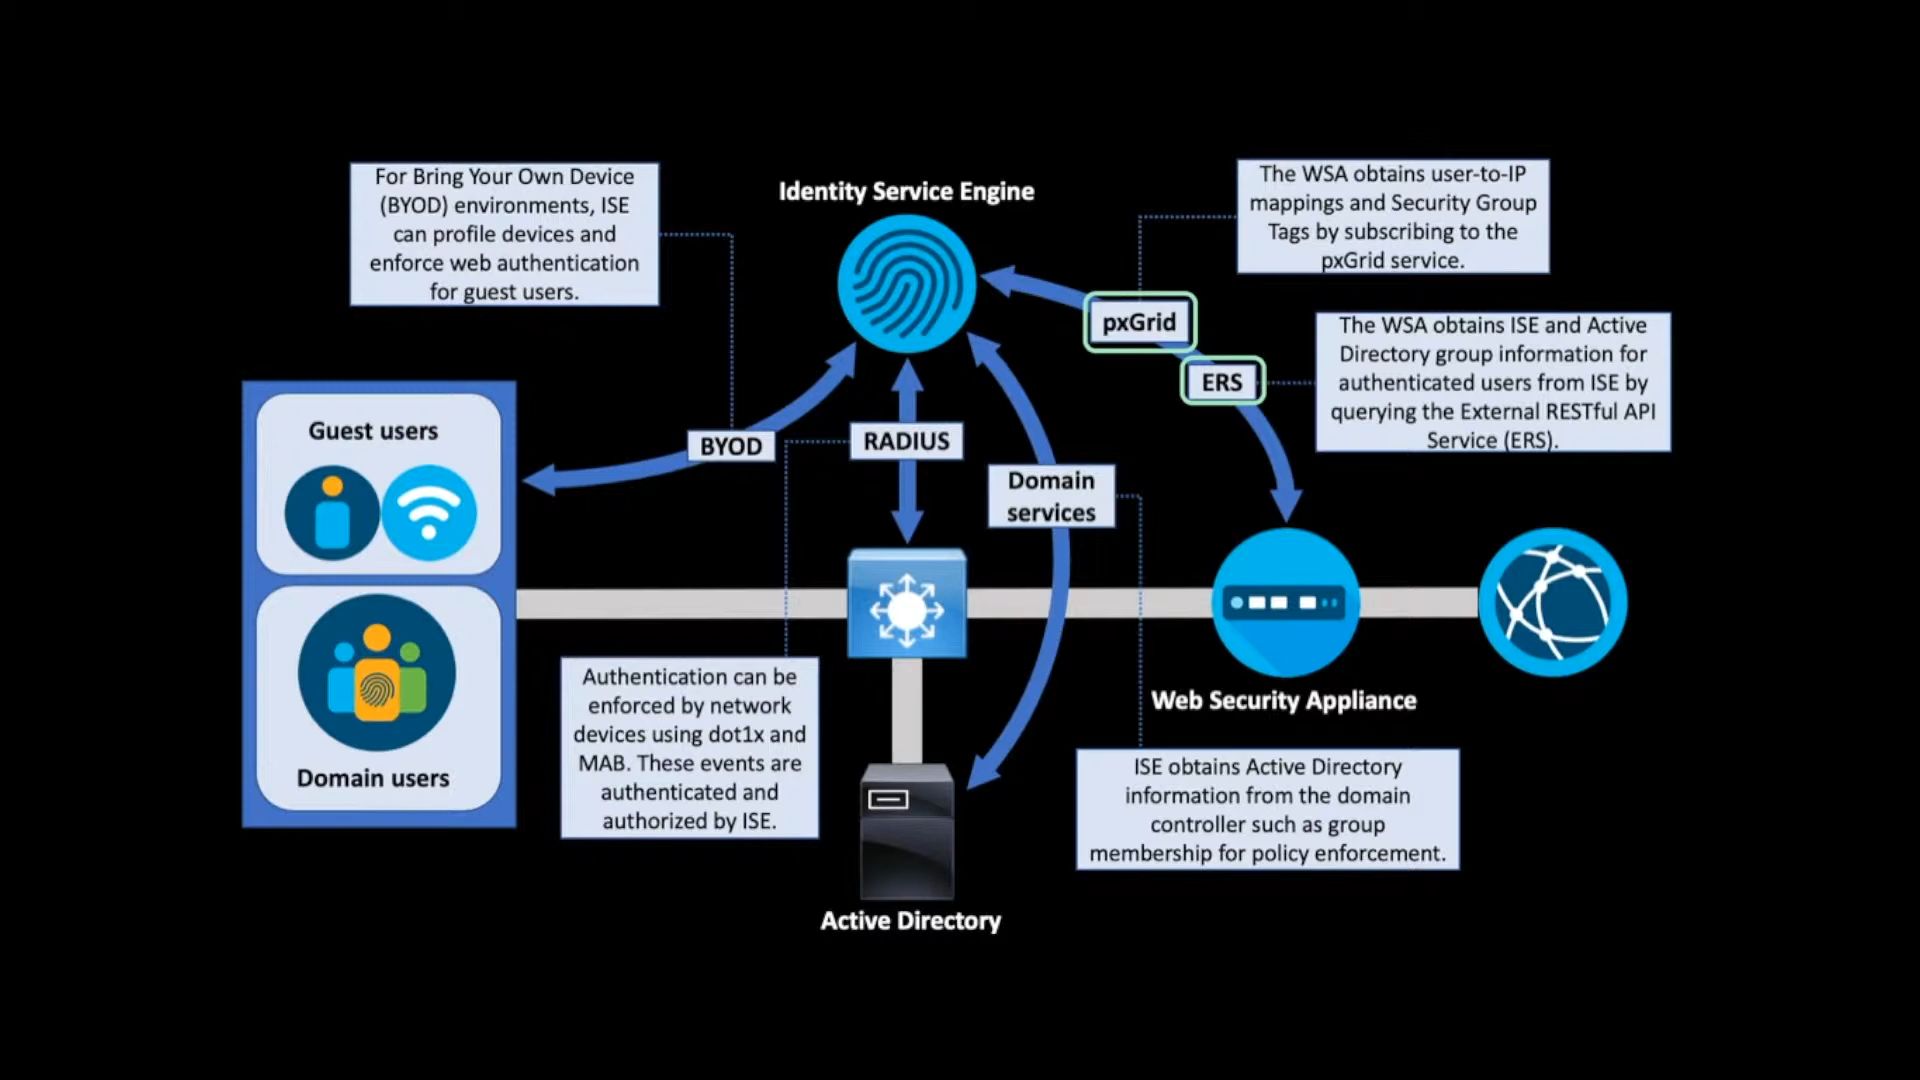 For Bring Your Own Device
(BYOD) environments, ISE
can profile devices and
enforce web authentication
for guest users.
Identity Service Engine
The WSA obtains user-to-IP
mappings and Security Group
Tags by subscribing to the
pxGrid service.
pxGrid
ERS
The WSA obtains ISE and Active
Directory group information for
authenticated users from ISE by
querying the External RESTful API
Service (ERS).
Guest users
BYOD
RADIUS
Domain
services
Domain users
Authentication can be
enforced by network
devices using dot1x and
MAB. These events are
authenticated and
authorized by ISE.
Web Security Appliance
ISE obtains Active Directory
information from the domain
controller such as group
membership for policy enforcement.
Active Directory